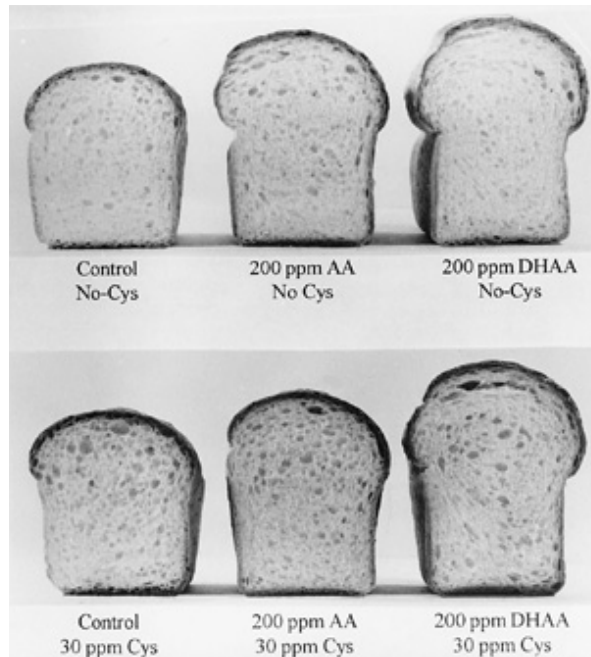 Control
No-Cys
200 ppm AA
No Cys
200 ppm DHAA
No-Cys
Control
30 ppm Cys
200 ppm AA
30 ppm Cys
200 ppm DHAA
30 ppm Cys